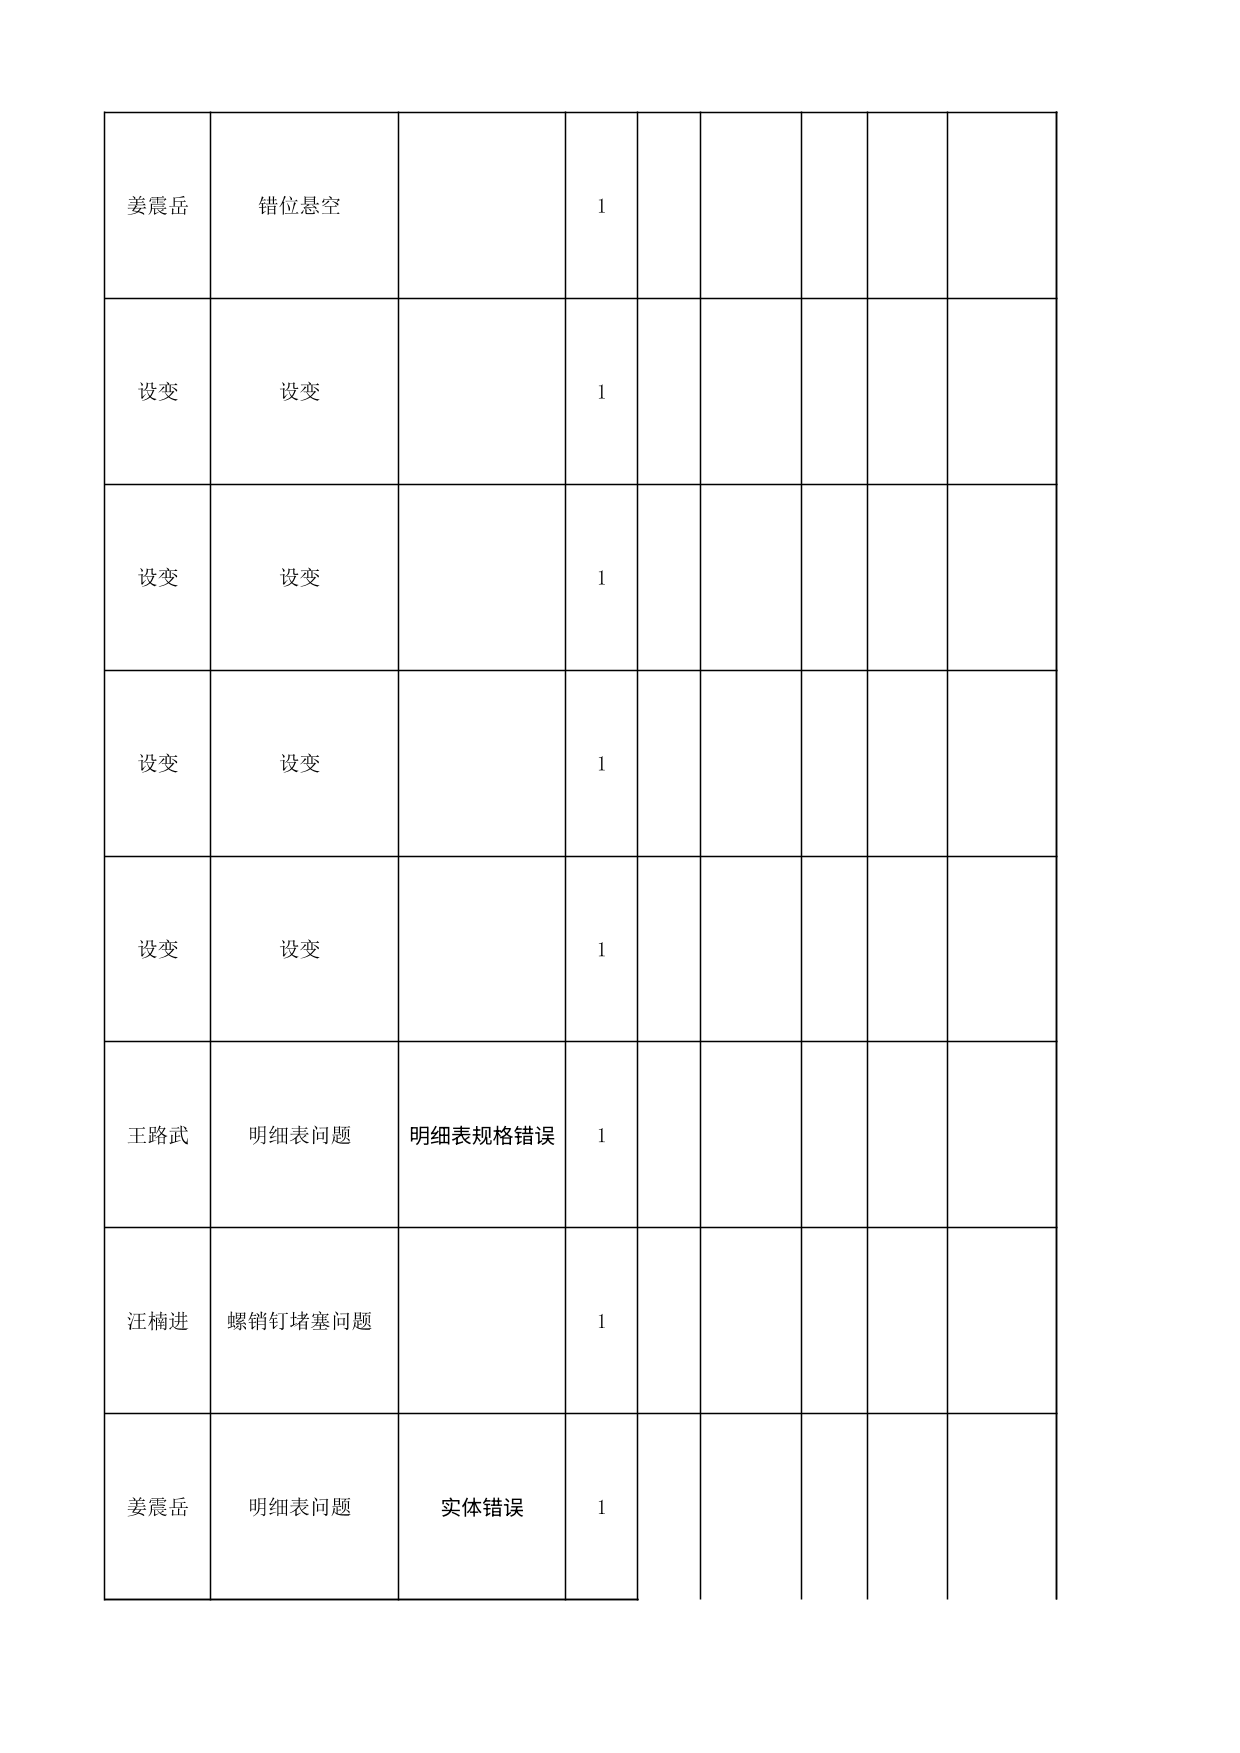 姜震岳 错位悬空 1
设变 设变 1
设变 设变 1
设变 设变 1
设变 设变 1
王路武 明细表问题 明细表规格错误 1
汪楠进 螺销钉堵塞问题 1
姜震岳 明细表问题 实体错误 1